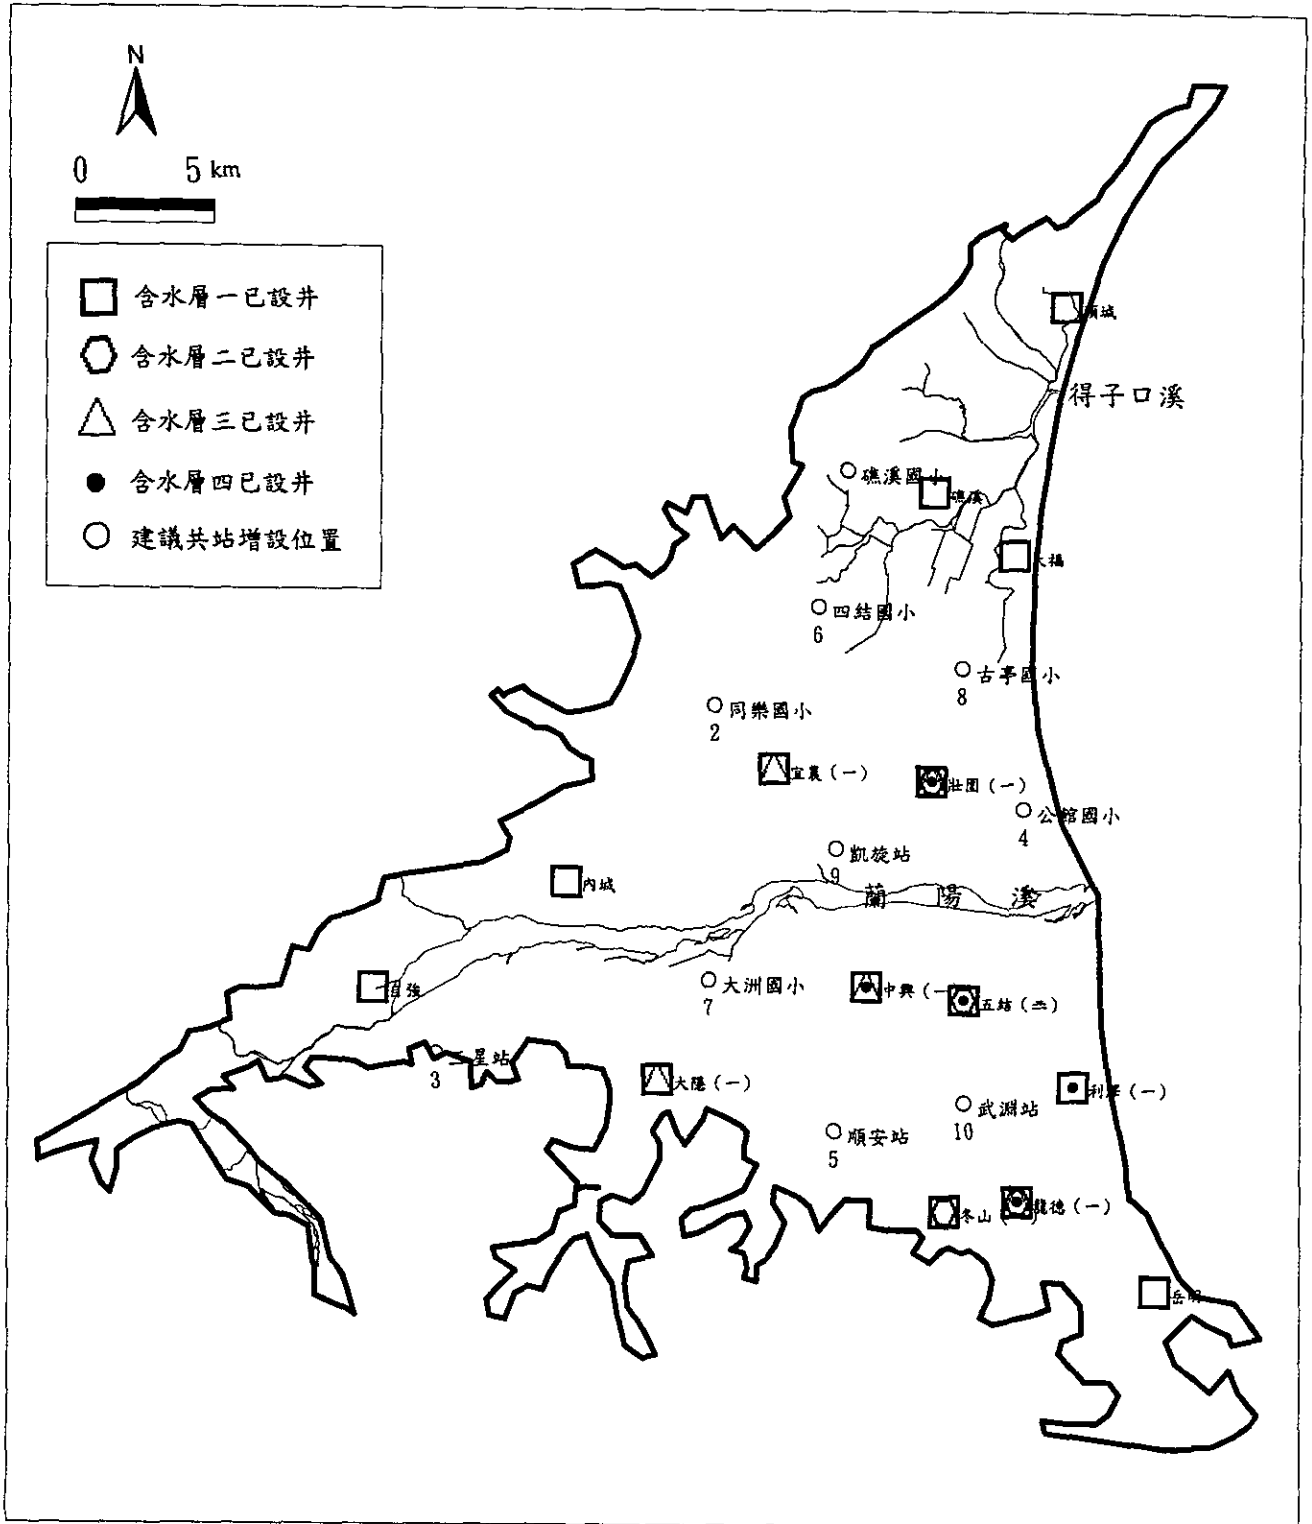 N
0 5 km
含水層一已設井
含水層二已設井
含水層三已設井
含水層四已設井
建議共站增設位置
頭城
得子口溪
礁溪國小
礁溪
大福
四結國小
6
古亭國小
8
同樂國小
2
宜農（一）
壯圍（一）
公館國小
4
凱旋站
9
內城
蘭陽溪
大洲國小
7
中興（一
五結（二）
三星站
3
大隱（一）
利澤（一）
武淵站
10
順安站
5
冬山（一）
龍德（一）
岳明